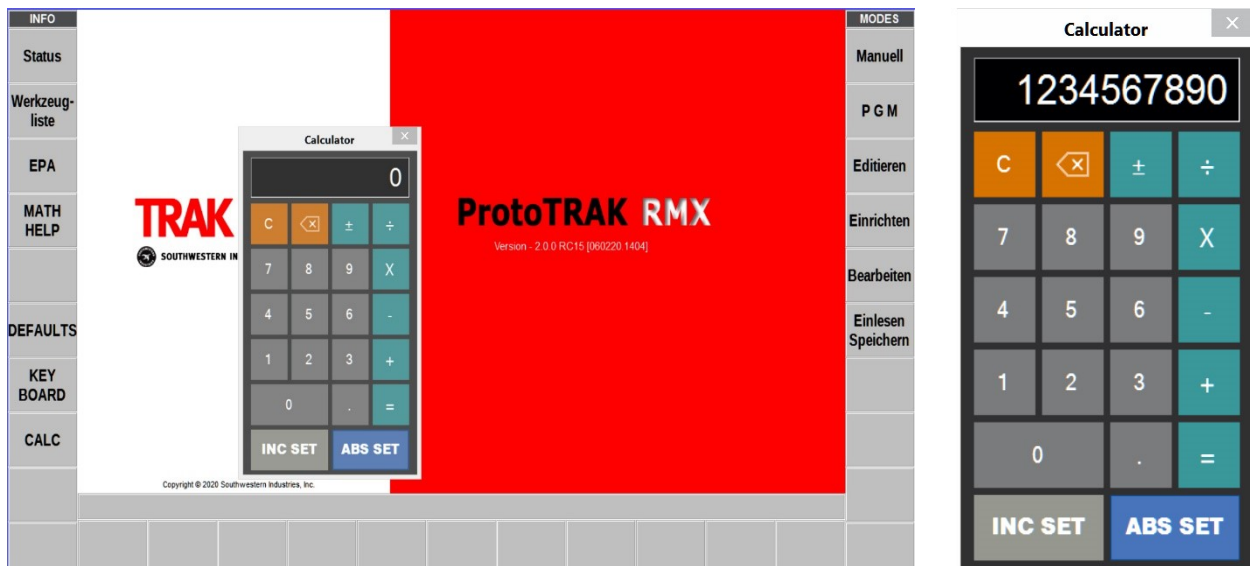 INFO
Status
Werkzeug-
liste
EPA
MATH
HELP
DEFAULTS
KEY
BOARD
CALC
TRAK
SOUTHWESTERN IN
Copyright © 2020 Southwestern Industries, Inc.
Calculator
0
C ±  ÷
7 8 9 X
4 5 6 -
1 2 3 +
0 . =
INC SET ABS SET
ProtoTRAK RMX
Version - 2.0.0 RC15 [060220.1404]
MODES
Manuell
P G M
Editieren
Einrichten
Bearbeiten
Einlesen
Speichern
Calculator
1234567890
C ± ÷
7 8 9 X
4 5 6 -
1 2 3 +
0 . =
INC SET ABS SET